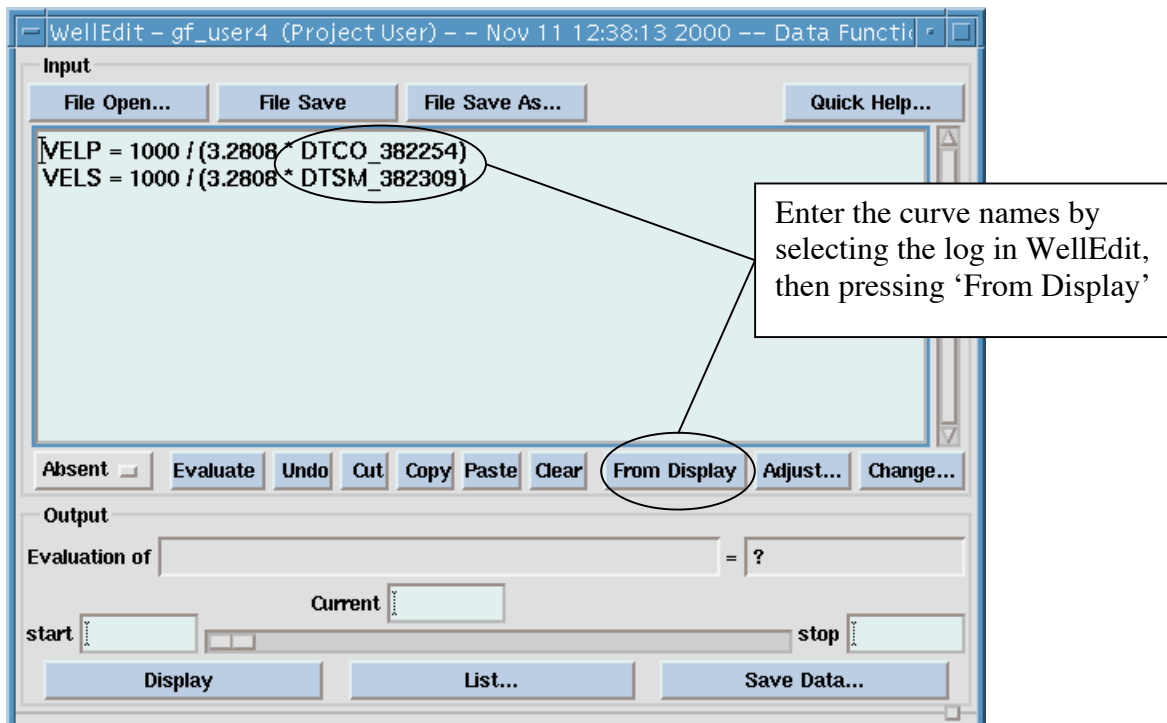 WellEdit – gf_user4 (Project User) – – Nov 11 12:38:13 2000 –– Data Functi
Input
File Open...
File Save
File Save As...
Quick Help...
VELP = 1000 / (3.2808 * DTCO_382254)
VELS = 1000 / (3.2808 * DTSM_382309)
Enter the curve names by
selecting the log in WellEdit,
then pressing ‘From Display’
Absent
Evaluate
Undo
Cut
Copy
Paste
Clear
From Display
Adjust...
Change...
Output
Evaluation of
= ?
Current
start
stop
Display
List...
Save Data...